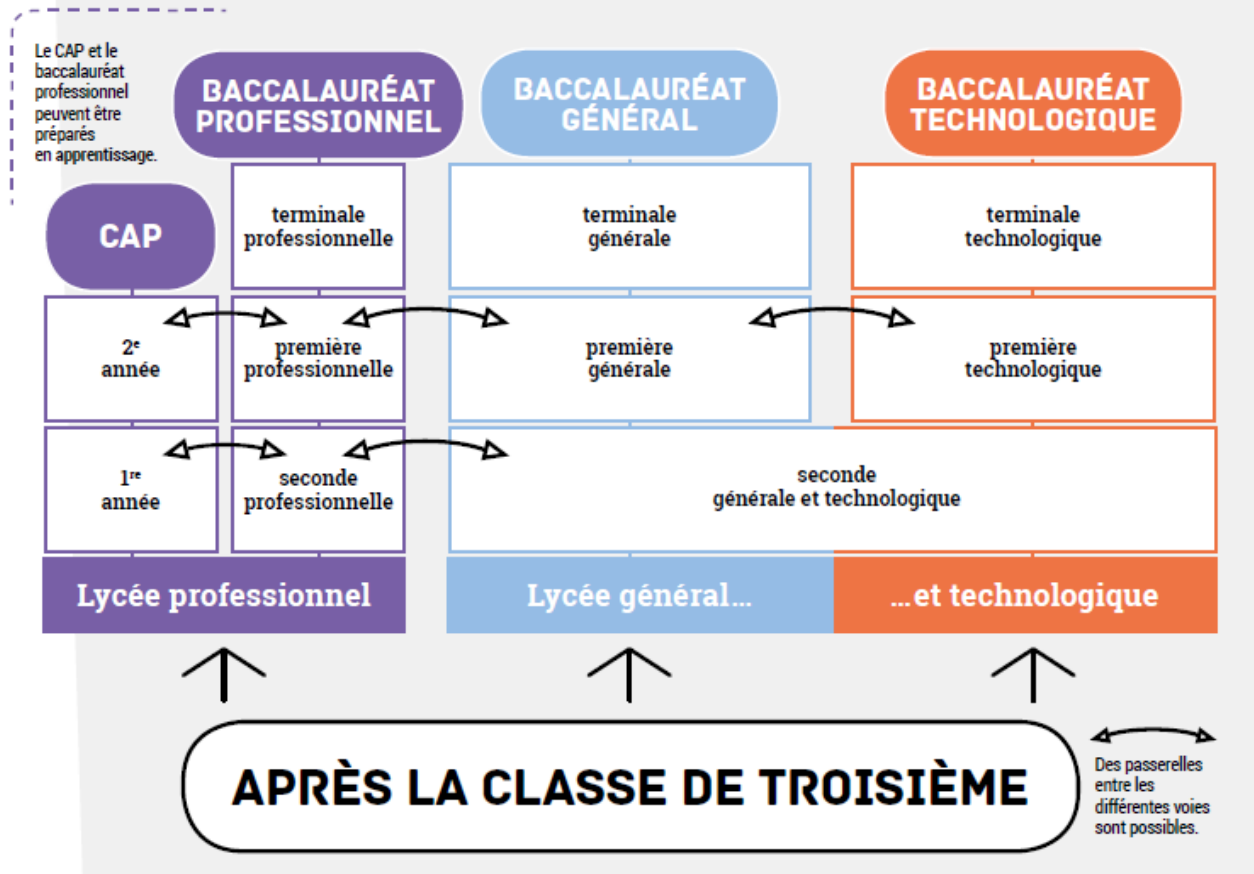 Le CAP et le
baccalauréat
professionnel
peuvent être
préparés
en apprentissage.
BACCALAURÉAT
PROFESSIONNEL
BACCALAURÉAT
GÉNÉRAL
BACCALAURÉAT
TECHNOLOGIQUE
CAP
terminale
professionnelle
terminale
générale
terminale
technologique
2e
année
première
professionnelle
première
générale
première
technologique
1re
année
seconde
professionnelle
seconde
générale et technologique
Lycée professionnel
Lycée général…
…et technologique
APRÈS LA CLASSE DE TROISIÈME
Des passerelles
entre les
différentes voies
sont possibles.